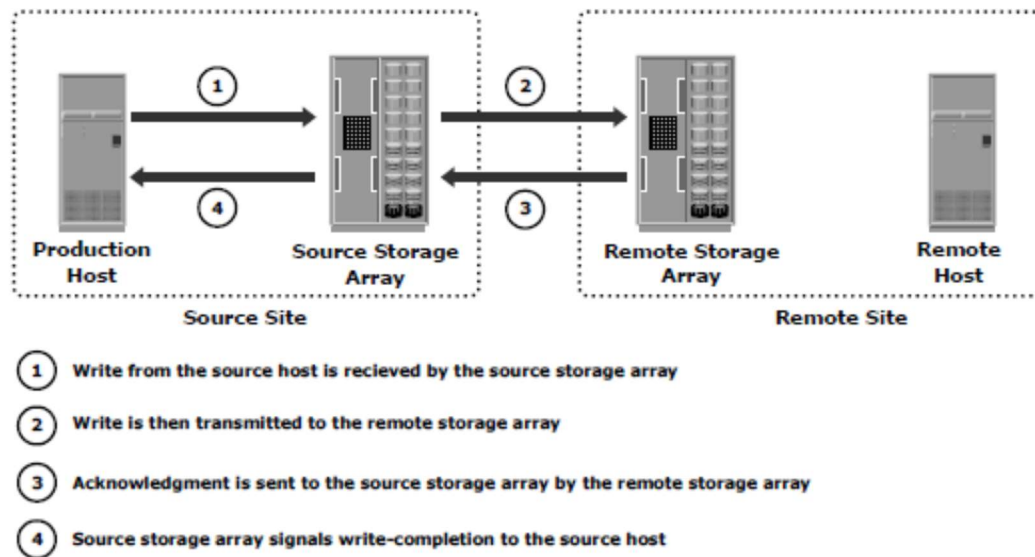 1
2
4
3
Production
Host
Source Storage
Array
Remote Storage
Array
Remote
Host
Source Site
Remote Site
1 Write from the source host is recieved by the source storage array
2 Write is then transmitted to the remote storage array
3 Acknowledgment is sent to the source storage array by the remote storage array
4 Source storage array signals write-completion to the source host